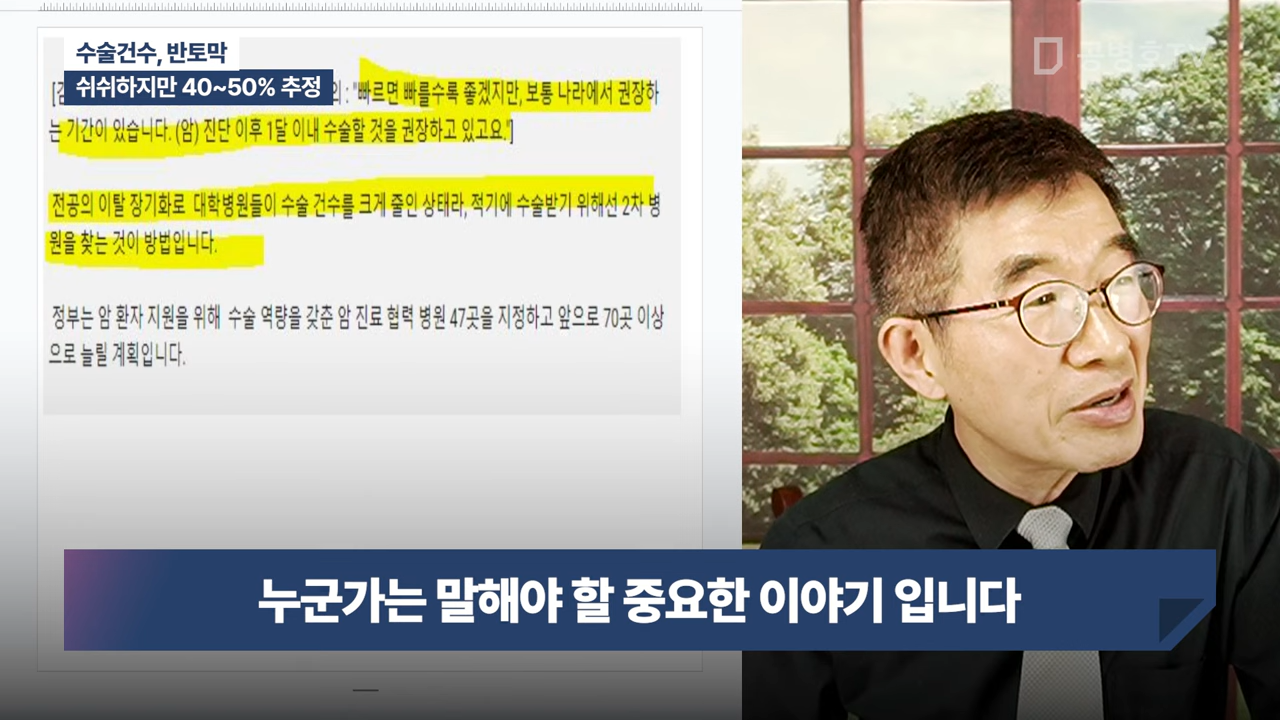 수술건수, 반토막
쉬쉬하지만 40~50% 추정
: "빠르면 빠를수록 좋겠지만, 보통 나라에서 권장하
는 기간이 있습니다. (암) 진단 이후 1달 이내 수술할 것을 권장하고 있고요."]
전공의 이탈 장기화로 대학병원들이 수술 건수를 크게 줄인 상태라, 적기에 수술받기 위해선 2차 병
원을 찾는 것이 방법입니다.
정부는 암 환자 지원을 위해 수술 역량을 갖춘 암 진료 협력 병원 47곳을 지정하고 앞으로 70곳 이상
으로 늘릴 계획입니다.
누군가는 말해야 할 중요한 이야기 입니다